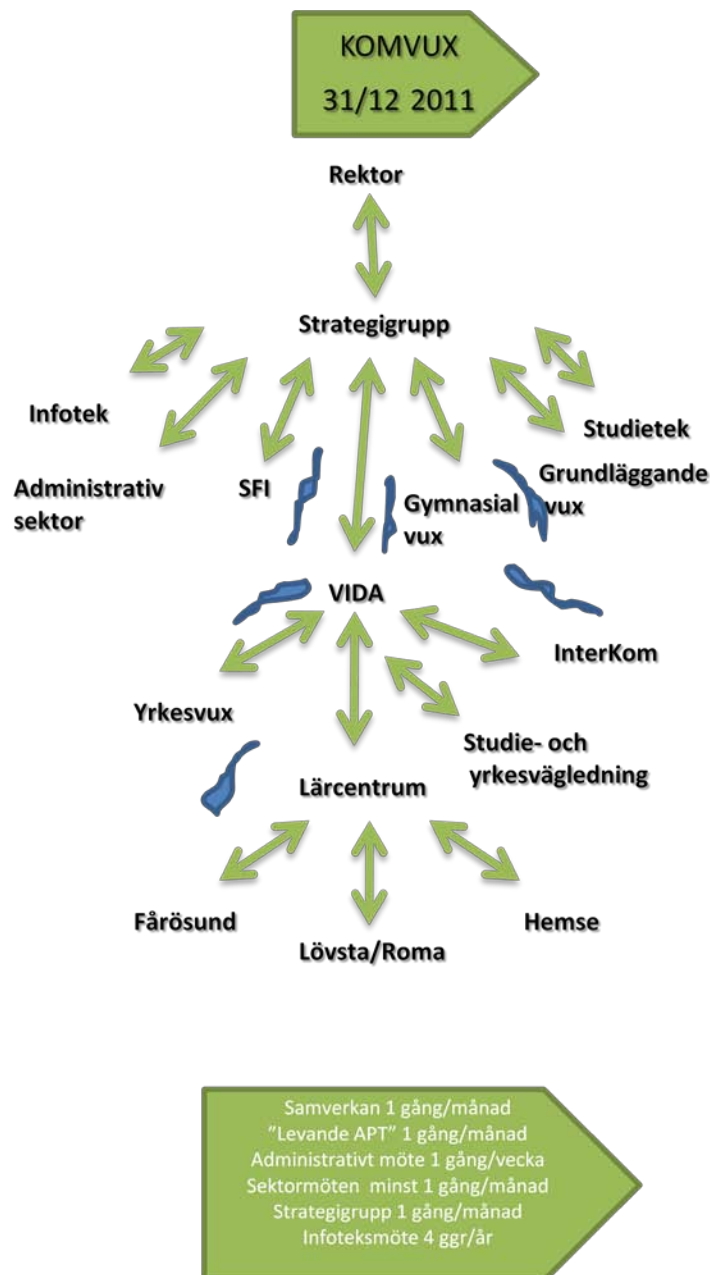 KOMVUX
31/12 2011
Rektor
Strategigrupp
Infotek
Studietek
Administrativ
sektor
SFI
Gymnasial
vux
Grundläggande
vux
VIDA
InterKom
Yrkesvux
Studie- och
yrkesvägledning
Lärcentrum
Fårösund
Lövsta/Roma
Hemse
Samverkan 1 gång/månad
”Levande APT” 1 gång/månad
Administrativt möte 1 gång/vecka
Sektormöten minst 1 gång/månad
Strategigrupp 1 gång/månad
Infoteksmöte 4 ggr/år